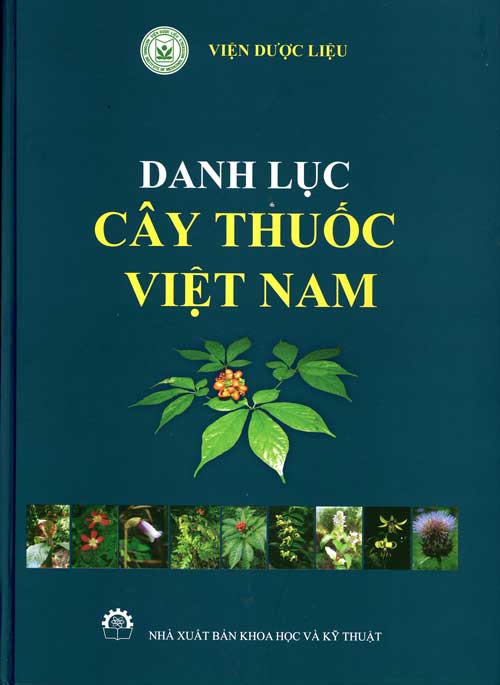 VIỆN DƯỢC LIỆU
DANH LỤC
CÂY THUỐC
VIỆT NAM
NHÀ XUẤT BẢN KHOA HỌC VÀ KỸ THUẬT